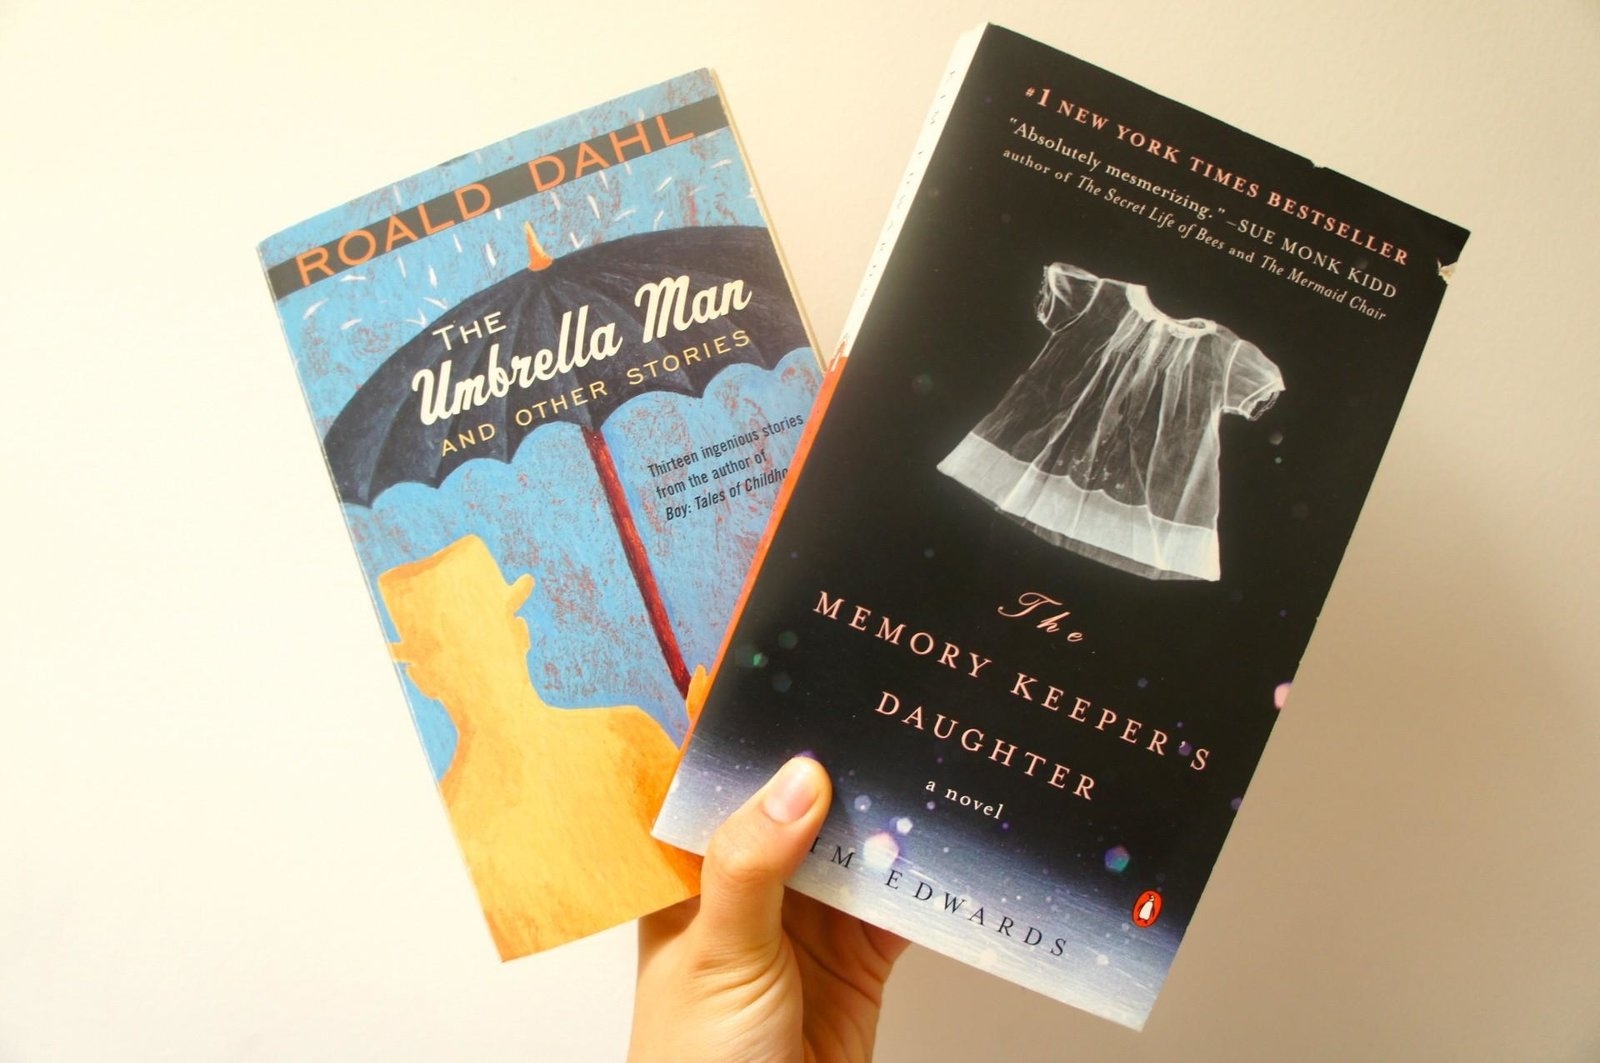 ROALD DAHL
THE
Umbrella Man
AND OTHER STORIES
Thirteen ingenious stories
from the author of
Boy: Tales of
#1 NEW YORK TIMES BESTSELLER
"Absolutely mesmerizing." –SUE MONK KIDD
author of The Secret Life of Bees and The Mermaid Chair
The
MEMORY KEEPER'S
DAUGHTER
a novel
EDWARDS